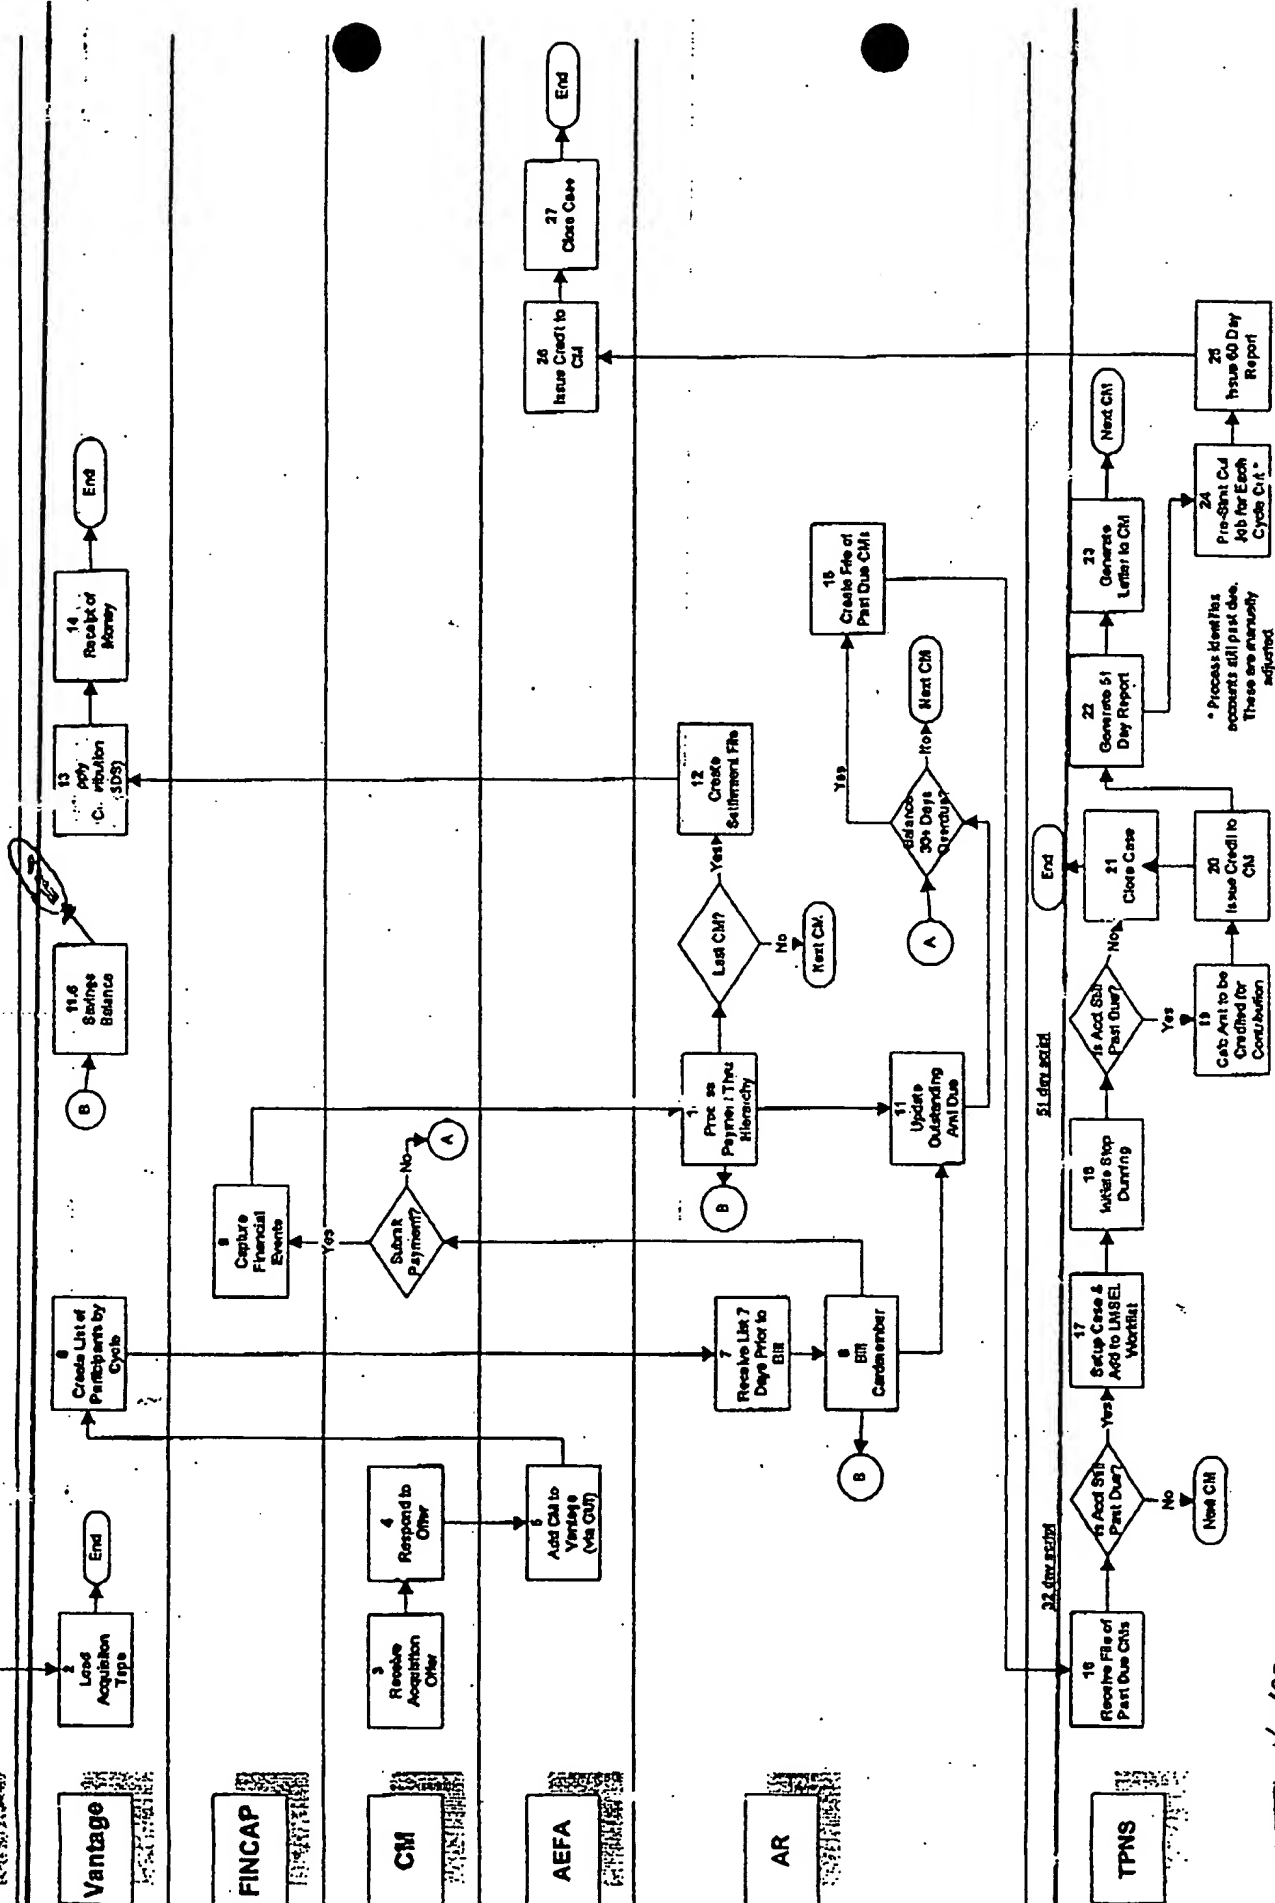 Vantage
2
Load
Acquisition
Tape
End
Create List of
Participants by
Cycle
B
11.5
Savings
Balance
13
14
Receipt of
Money
End
FINCAP
9
Capture
Financial
Events
CM
3
Receive
Acquisition
Offer
4
Respond to
Offer
Submit
Payment?
Yes
No
A
AEFA
5
Add CM to
Vantage
(via GUI)
26
Issue Credit to
CM
27
Close Case
End
AR
7
Receive List 7
Days Prior to
Bill
8
Bill
Cardmember
B
B
Payment Thru
Hierarchy
Last CM?
Yes
No
Next CM
12
Create
Settlement File
11
Update
Outstanding
Amt Due
A
Balance
30+ Days
Overdue?
No
Next CM
Yes
15
Create File of
Past Due CMs
TPNS
32 day script
16
Receive File of
Past Due CMs
Is Acct Still
Past Due?
Yes
No
Next CM
17
Setup Case &
Add to LMSEL
Worklist
18
Initiate Stop
Dunning
51 day script
Is Acct Still
Past Due?
No
Yes
19
Calc Amt to be
Credited for
Contribution
20
Issue Credit to
CM
21
Close Case
End
22
Generate 51
Day Report
23
Generate
Letter to CM
Next CM
24
Job for Each
25
Issue 60 Day
Report
* Process identifies
accounts still past due.
These are manually
adjusted